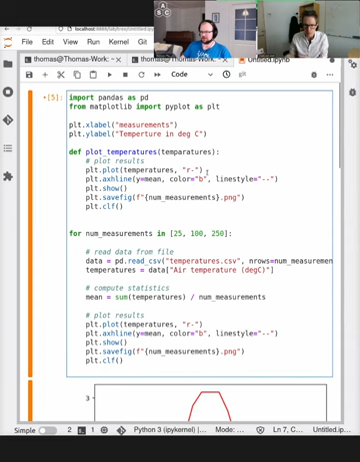 A
S
C
localhost:8888/lab/tree/Untitled.ip
File Edit View Run Kernel
thomas@Thomas-Work: ~
thomas@Thomas-Work: ~
Untitled.ipynb
Code
[5]:
import pandas as pd
from matplotlib import pyplot as plt
plt.xlabel("measurements")
plt.ylabel("Temperture in deg C")
def plot_temperatures(temparatures):
# plot results
plt.plot(temperatures, "r-")
plt.axhline(y=mean, color="b", linestyle="--")
plt.show()
plt.savefig(f"{num_measurements}.png")
plt.clf()
for num_measurements in [25, 100, 250]:
# read data from file
data = pd.read_csv("temperatures.csv", nrows=num_measuremen
temperatures = data["Air temperature (degC)"]
# compute statistics
mean = sum(temperatures) / num_measurements
# plot results
plt.plot(temperatures, "r-")
plt.axhline(y=mean, color="b", linestyle="--")
plt.show()
plt.savefig(f"{num_measurements}.png")
plt.clf()
3
Simple 2 1 Python 3 (ipykernel) | ... Mode: ... Ln 7, C...